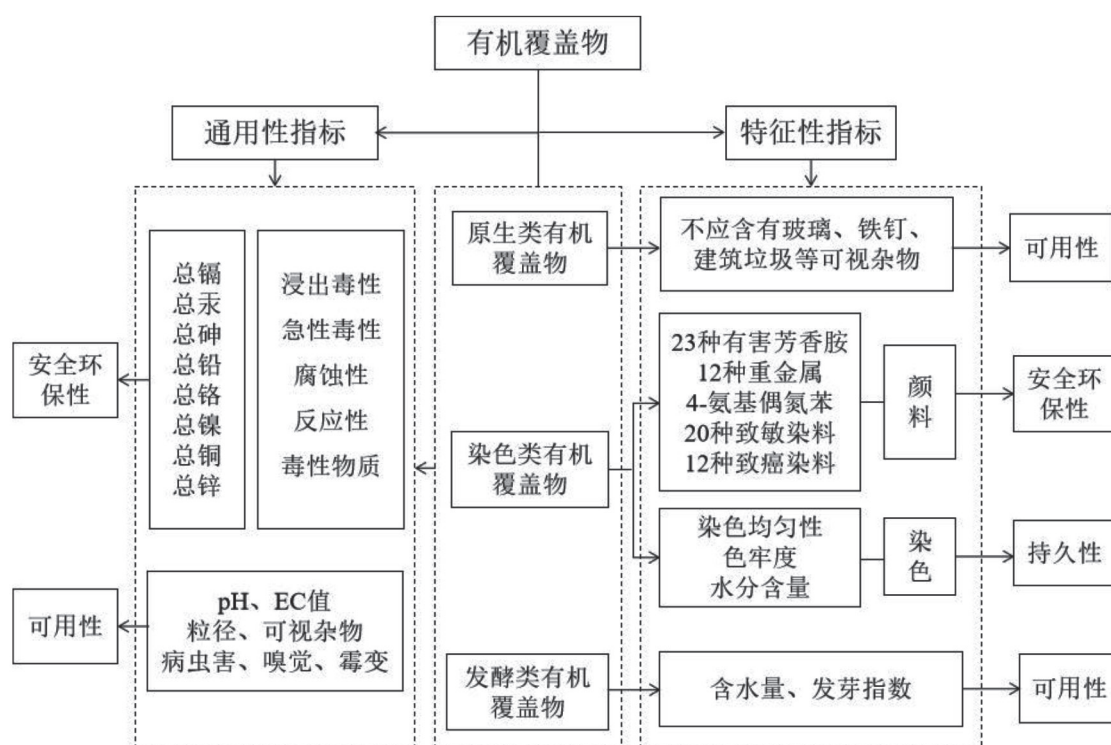 有机覆盖物
通用性指标
特征性指标
总镉
总汞
总砷
总铅
总铬
总镍
总铜
总锌
浸出毒性
急性毒性
腐蚀性
反应性
毒性物质
安全环
保性
pH、EC值
粒径、可视杂物
病虫害、嗅觉、霉变
可用性
原生类有机
覆盖物
不应含有玻璃、铁钉、
建筑垃圾等可视杂物
可用性
染色类有机
覆盖物
23种有害芳香胺
12种重金属
4-氨基偶氮苯
20种致敏染料
12种致癌染料
颜
料
安全环
保性
染色均匀性
色牢度
水分含量
染
色
持久性
发酵类有机
覆盖物
含水量、发芽指数
可用性